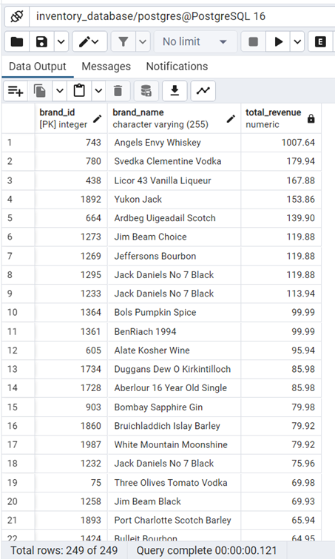 inventory_database/postgres@PostgreSQL 16
No limit E
Data Output Messages Notifications
brand_id brand_name total_revenue
[PK] integer character varying (255) numeric
1 743 Angels Envy Whiskey 1007.64
2 780 Svedka Clementine Vodka 179.94
3 438 Licor 43 Vanilla Liqueur 167.88
4 1892 Yukon Jack 153.86
5 664 Ardbeg Uigeadail Scotch 139.90
6 1273 Jim Beam Choice 119.88
7 1269 Jeffersons Bourbon 119.88
8 1295 Jack Daniels No 7 Black 119.88
9 1233 Jack Daniels No 7 Black 113.94
10 1364 Bols Pumpkin Spice 99.99
11 1361 BenRiach 1994 99.99
12 605 Alate Kosher Wine 95.94
13 1734 Duggans Dew O Kirkintilloch 85.98
14 1728 Aberlour 16 Year Old Single 85.98
15 903 Bombay Sapphire Gin 79.98
16 1860 Bruichladdich Islay Barley 79.92
17 1987 White Mountain Moonshine 79.92
18 1232 Jack Daniels No 7 Black 75.96
19 75 Three Olives Tomato Vodka 69.98
20 1258 Jim Beam Black 69.93
21 1893 Port Charlotte Scotch Barley 65.94
22 1424 Bulleit Bourbon 64.95
Total rows: 249 of 249 Query complete 00:00:00.121